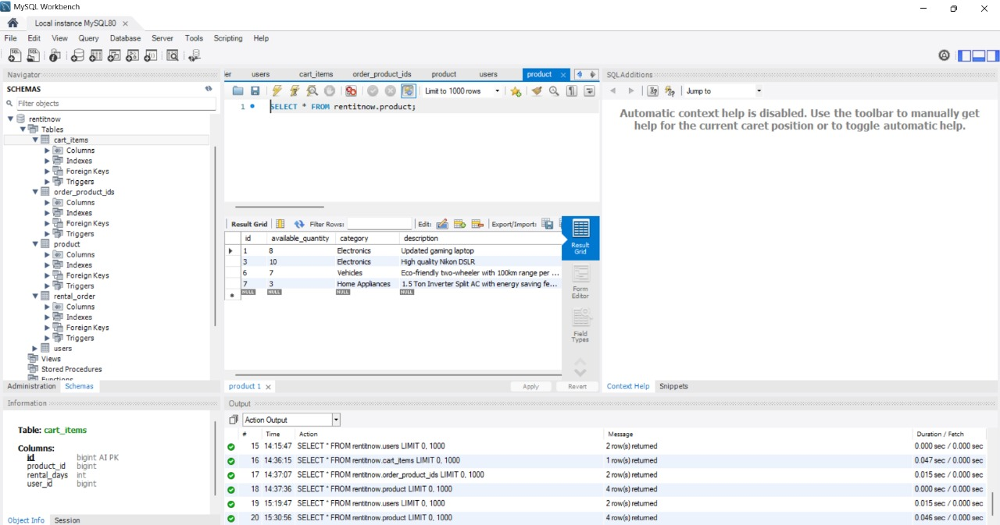 MySQL Workbench
Local instance MySQL80
File Edit View Query Database Server Tools Scripting Help
Navigator
SCHEMAS
Filter objects
rentitnow
Tables
cart_items
Columns
Indexes
Foreign Keys
Triggers
order_product_ids
Columns
Indexes
Foreign Keys
Triggers
product
Columns
Indexes
Foreign Keys
Triggers
rental_order
Columns
Indexes
Foreign Keys
Triggers
users
Views
Stored Procedures
Functions
Administration Schemas
Information
Table: cart_items
Columns:
id bigint AI PK
product_id bigint
rental_days int
user_id bigint
Object Info Session
er users cart_items order_product_ids product users product
Limit to 1000 rows
1 SELECT * FROM rentitnow.product;
Result Grid Filter Rows: Edit: Export/Import:
id available_quantity category description
1 8 Electronics Updated gaming laptop
3 10 Electronics High quality Nikon DSLR
6 7 Vehicles Eco-friendly two-wheeler with 100km range per ...
7 3 Home Appliances 1.5 Ton Inverter Split AC with energy saving fe...
NULL NULL NULL NULL
Result
Grid
Form
Editor
Field
Types
product 1 Apply Revert
SQLAdditions
Jump to
Automatic context help is disabled. Use the toolbar to manually get
help for the current caret position or to toggle automatic help.
Context Help Snippets
Output
Action Output
# Time Action Message Duration / Fetch
15 14:15:47 SELECT * FROM rentitnow.users LIMIT 0, 1000 2 row(s) returned 0.000 sec / 0.000 sec
16 14:36:15 SELECT * FROM rentitnow.cart_items LIMIT 0, 1000 1 row(s) returned 0.047 sec / 0.000 sec
17 14:37:07 SELECT * FROM rentitnow.order_product_ids LIMIT 0, 1000 2 row(s) returned 0.015 sec / 0.000 sec
18 14:37:36 SELECT * FROM rentitnow.product LIMIT 0, 1000 4 row(s) returned 0.000 sec / 0.000 sec
19 15:19:47 SELECT * FROM rentitnow.users LIMIT 0, 1000 2 row(s) returned 0.015 sec / 0.000 sec
20 15:30:56 SELECT * FROM rentitnow.product LIMIT 0, 1000 4 row(s) returned 0.046 sec / 0.000 sec